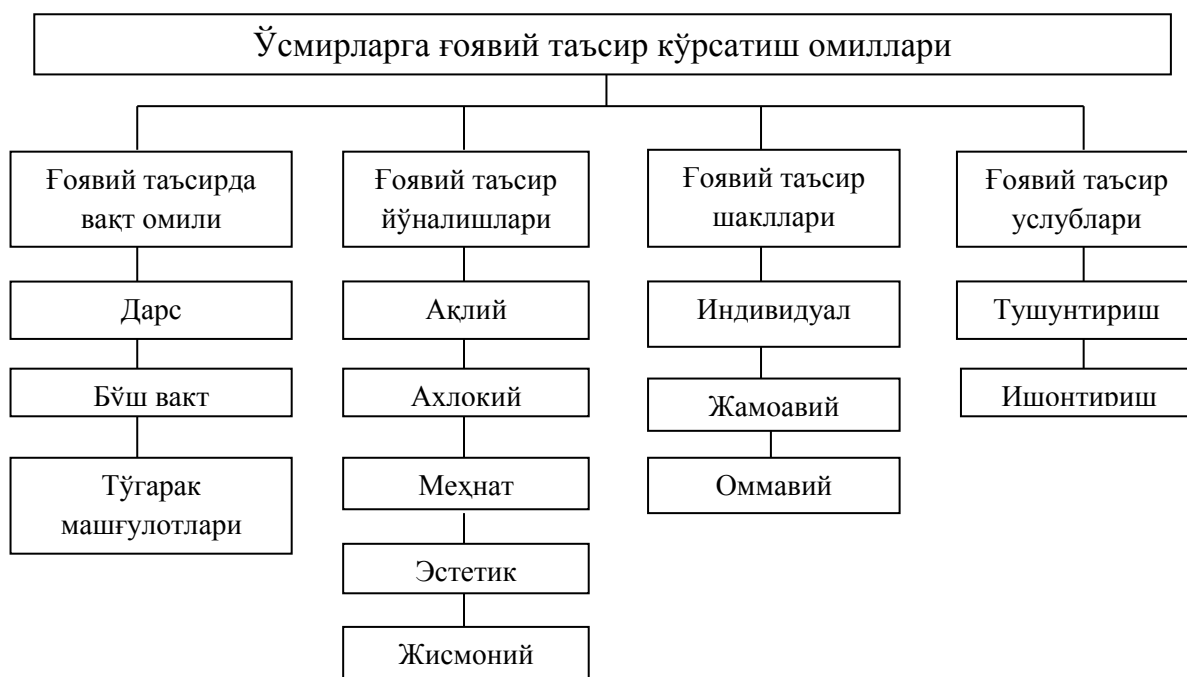 Ўсмирларга ғоявий таъсир кўрсатиш омиллари
Ғоявий таъсирда
вақт омили
Дарс
Бўш вақт
Тўгарак
машғулотлари
Ғоявий таъсир
йўналишлари
Ақлий
Ахлоқий
Меҳнат
Эстетик
Жисмоний
Ғоявий таъсир
шакллари
Индивидуал
Жамоавий
Оммавий
Ғоявий таъсир
услублари
Тушунтириш
Ишонтириш